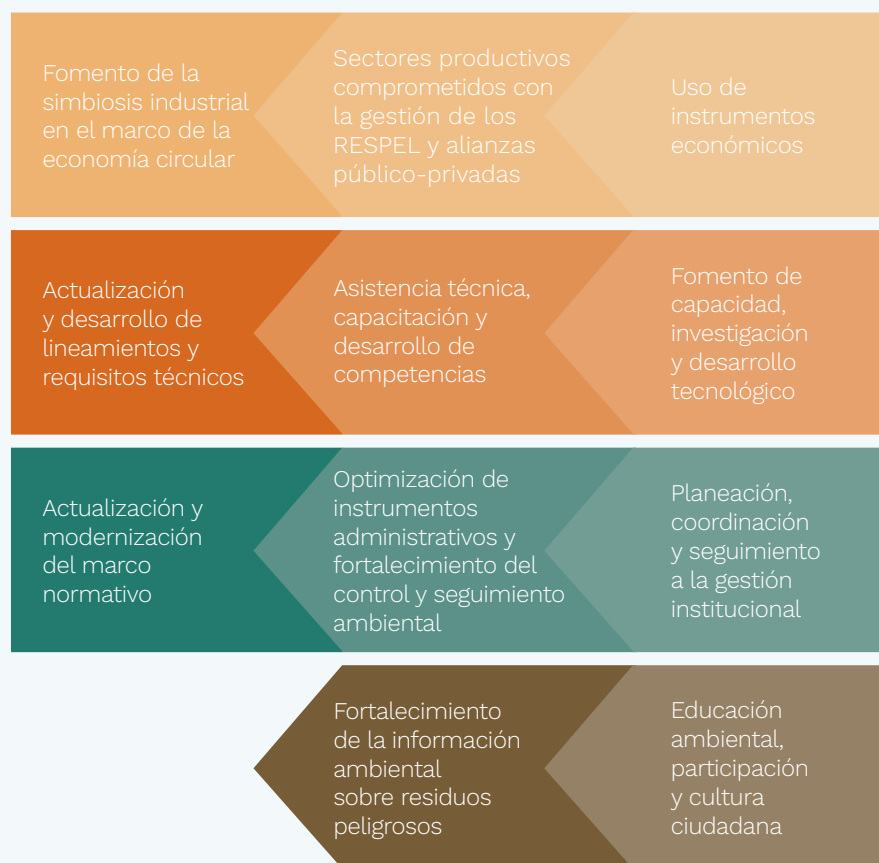 Fomento de la
simbiosis industrial
en el marco de la
economía circular
Sectores productivos
comprometidos con
la gestión de los
RESPEL y alianzas
público-privadas
Uso de
instrumentos
económicos
Actualización
y desarrollo de
lineamientos y
requisitos técnicos
Asistencia técnica,
capacitación y
desarrollo de
competencias
Fomento de
capacidad,
investigación
y desarrollo
tecnológico
Actualización y
modernización
del marco
normativo
Optimización de
instrumentos
administrativos y
fortalecimiento del
control y seguimiento
ambiental
Planeación,
coordinación
y seguimiento
a la gestión
institucional
Fortalecimiento
de la información
ambiental
sobre residuos
peligrosos
Educación
ambiental,
participación
y cultura
ciudadana